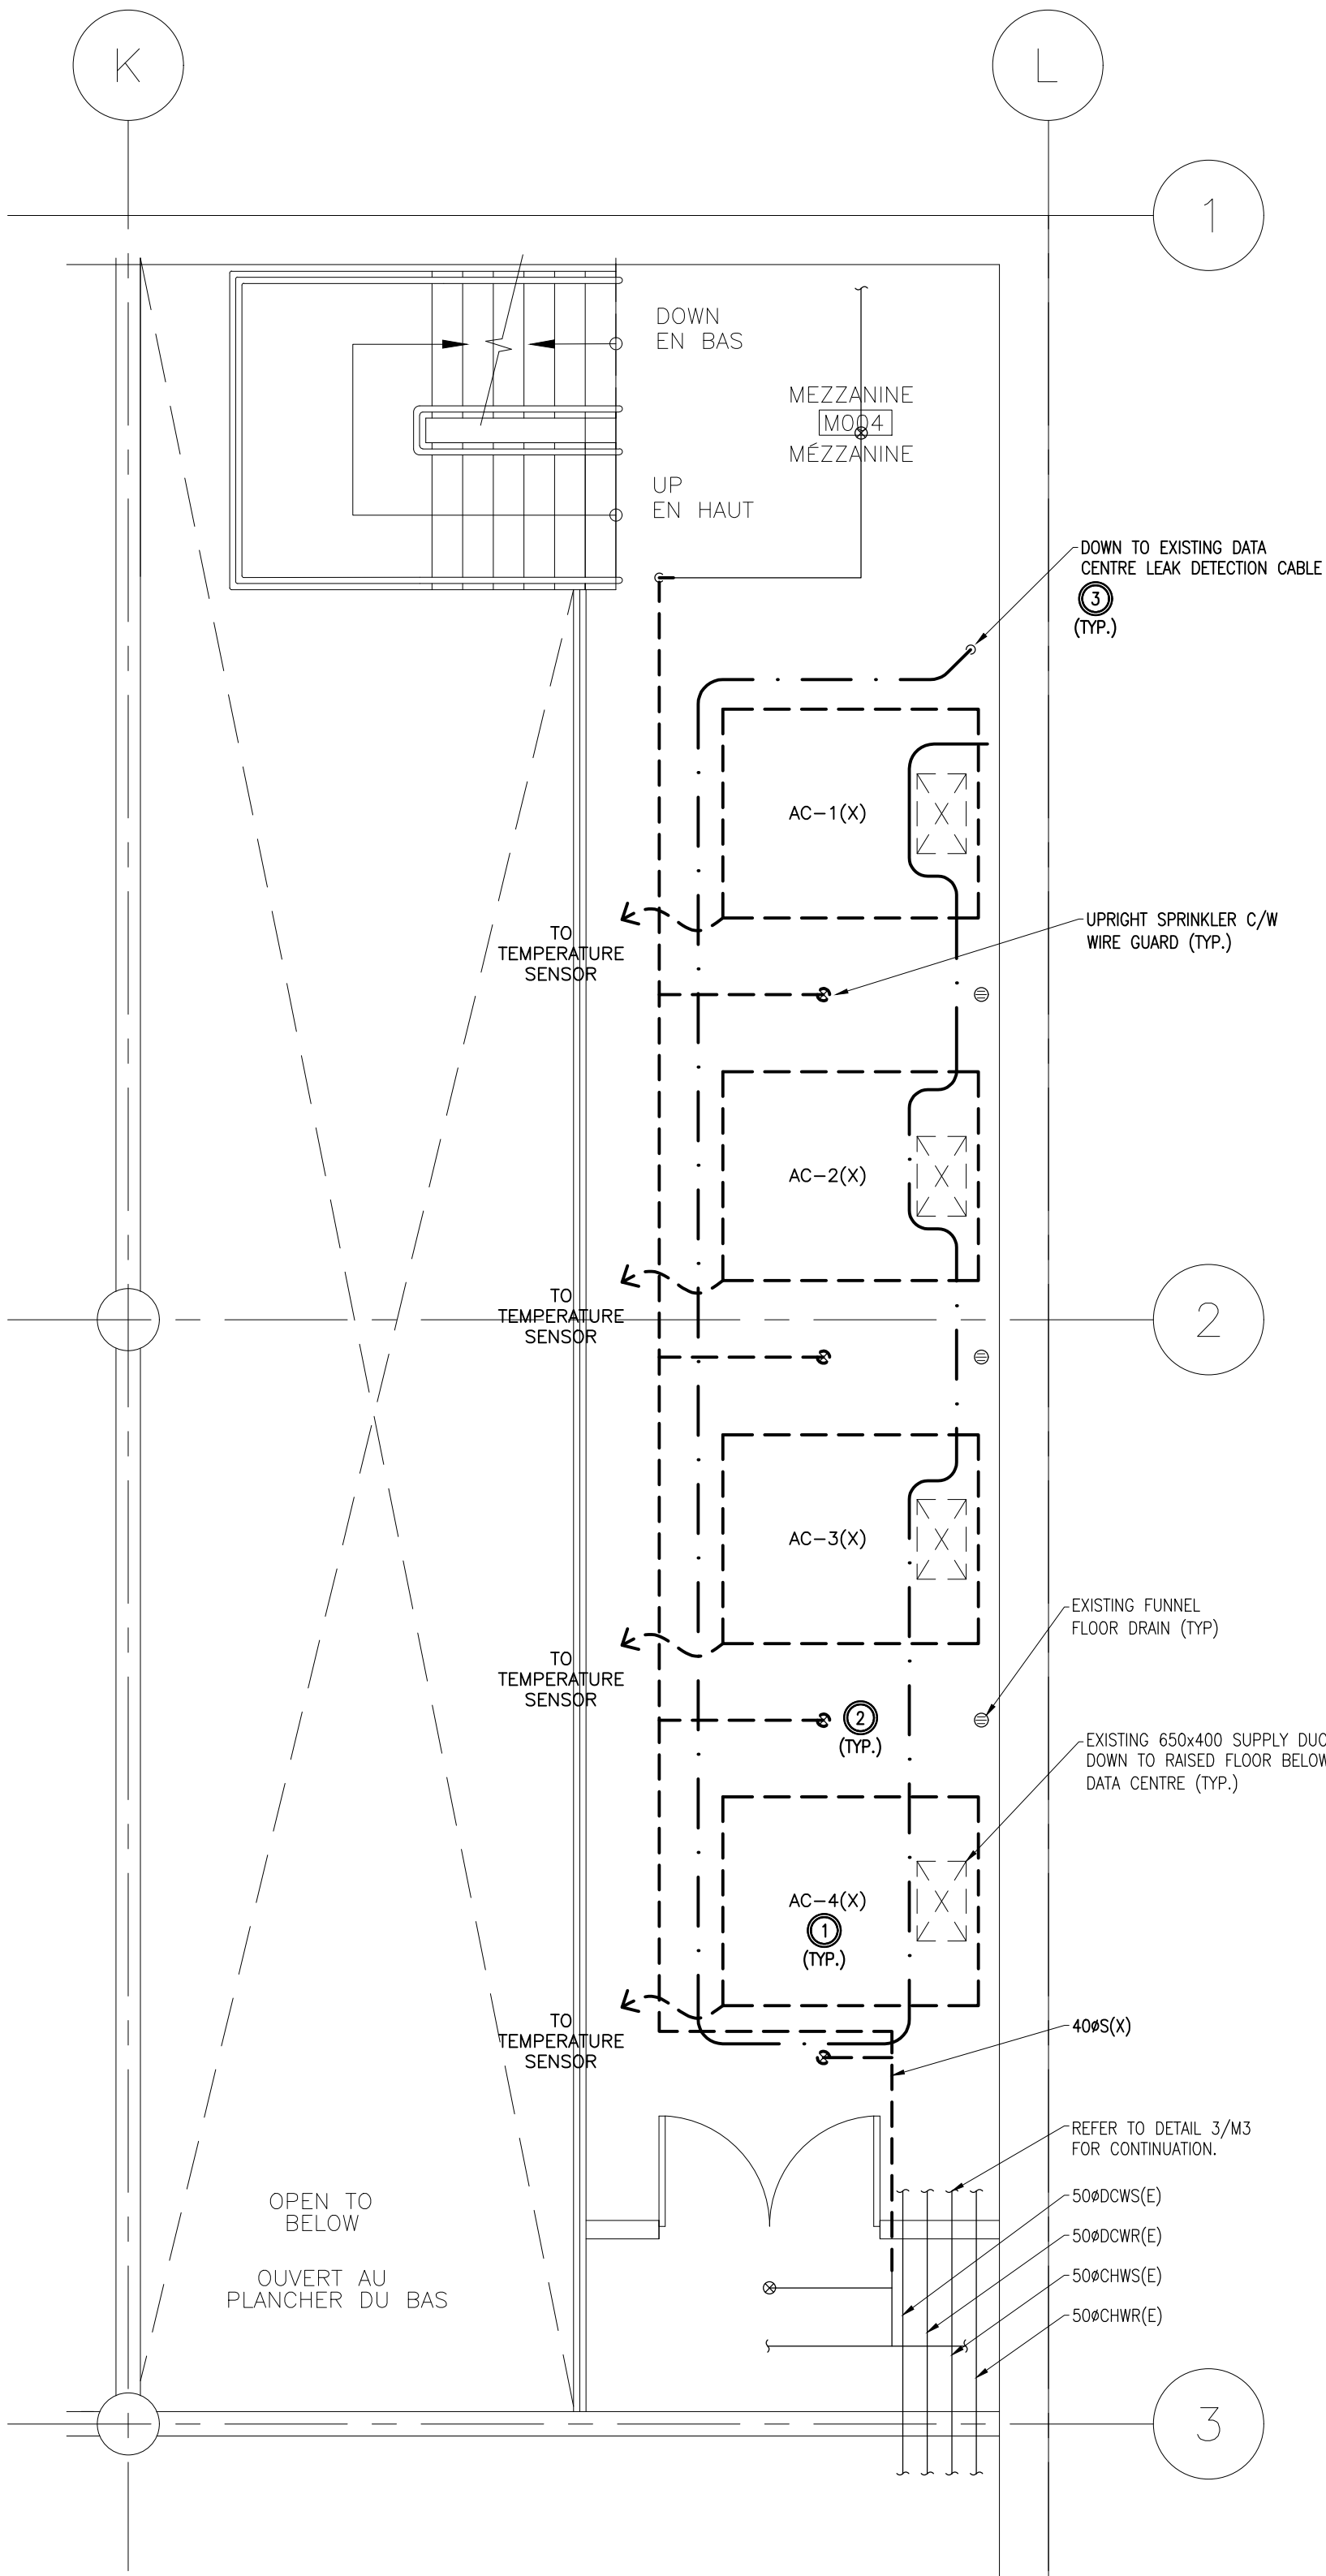 K
L
1
DOWN
EN BAS
MEZZANINE
M004
MÉZZANINE
UP
EN HAUT
DOWN TO EXISTING DATA
CENTRE LEAK DETECTION CABLE
3
(TYP.)
AC-1(X)
UPRIGHT SPRINKLER C/W
WIRE GUARD (TYP.)
TO
TEMPERATURE
SENSOR
AC-2(X)
TO
TEMPERATURE
SENSOR
2
AC-3(X)
EXISTING FUNNEL
FLOOR DRAIN (TYP)
TO
TEMPERATURE
SENSOR
2
(TYP.)
EXISTING 650x400 SUPPLY DUC
DOWN TO RAISED FLOOR BELOW
DATA CENTRE (TYP.)
AC-4(X)
1
(TYP.)
TO
TEMPERATURE
SENSOR
40øS(X)
REFER TO DETAIL 3/M3
FOR CONTINUATION.
50øDCWS(E)
50øDCWR(E)
50øCHWS(E)
50øCHWR(E)
OPEN TO
BELOW
OUVERT AU
PLANCHER DU BAS
3